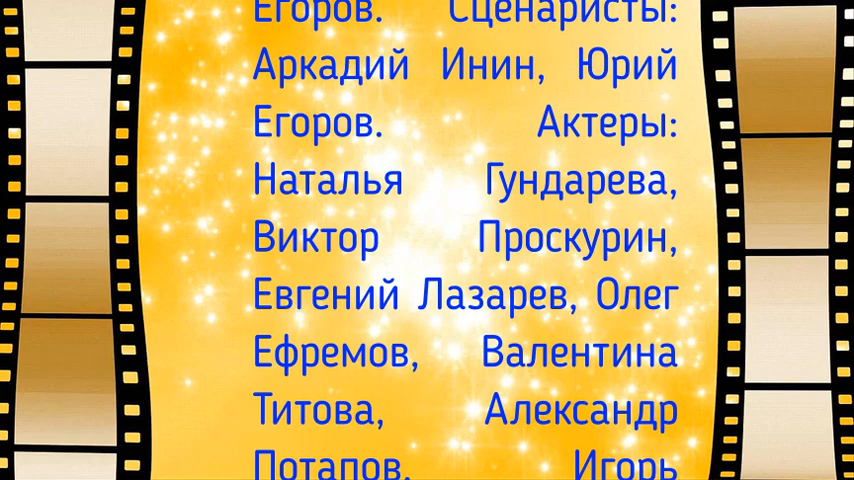 Егоров. Сценаристы:
Аркадий Инин, Юрий
Егоров. Актеры:
Наталья Гундарева,
Виктор Проскурин,
Евгений Лазарев, Олег
Ефремов, Валентина
Титова, Александр
Потапов, Игорь